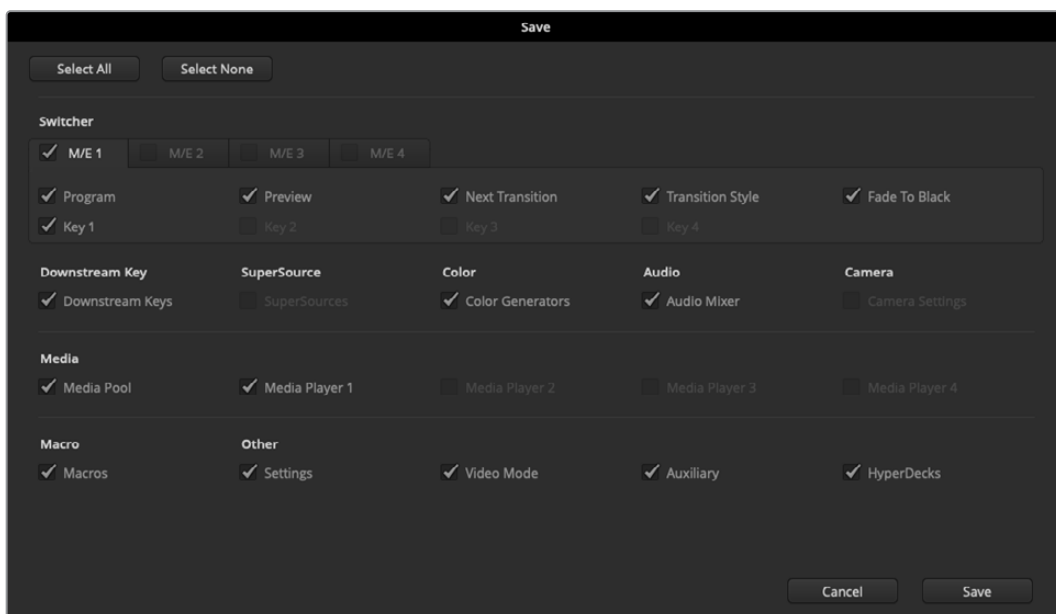 Save
Select All Select None
Switcher
M/E 1 M/E 2 M/E 3 M/E 4
Program Preview Next Transition Transition Style Fade To Black
Key 1 Key 2 Key 3 Key 4
Downstream Key SuperSource Color Audio Camera
Downstream Keys SuperSources Color Generators Audio Mixer Camera Settings
Media
Media Pool Media Player 1 Media Player 2 Media Player 3 Media Player 4
Macro Other
Macros Settings Video Mode Auxiliary HyperDecks
Cancel Save